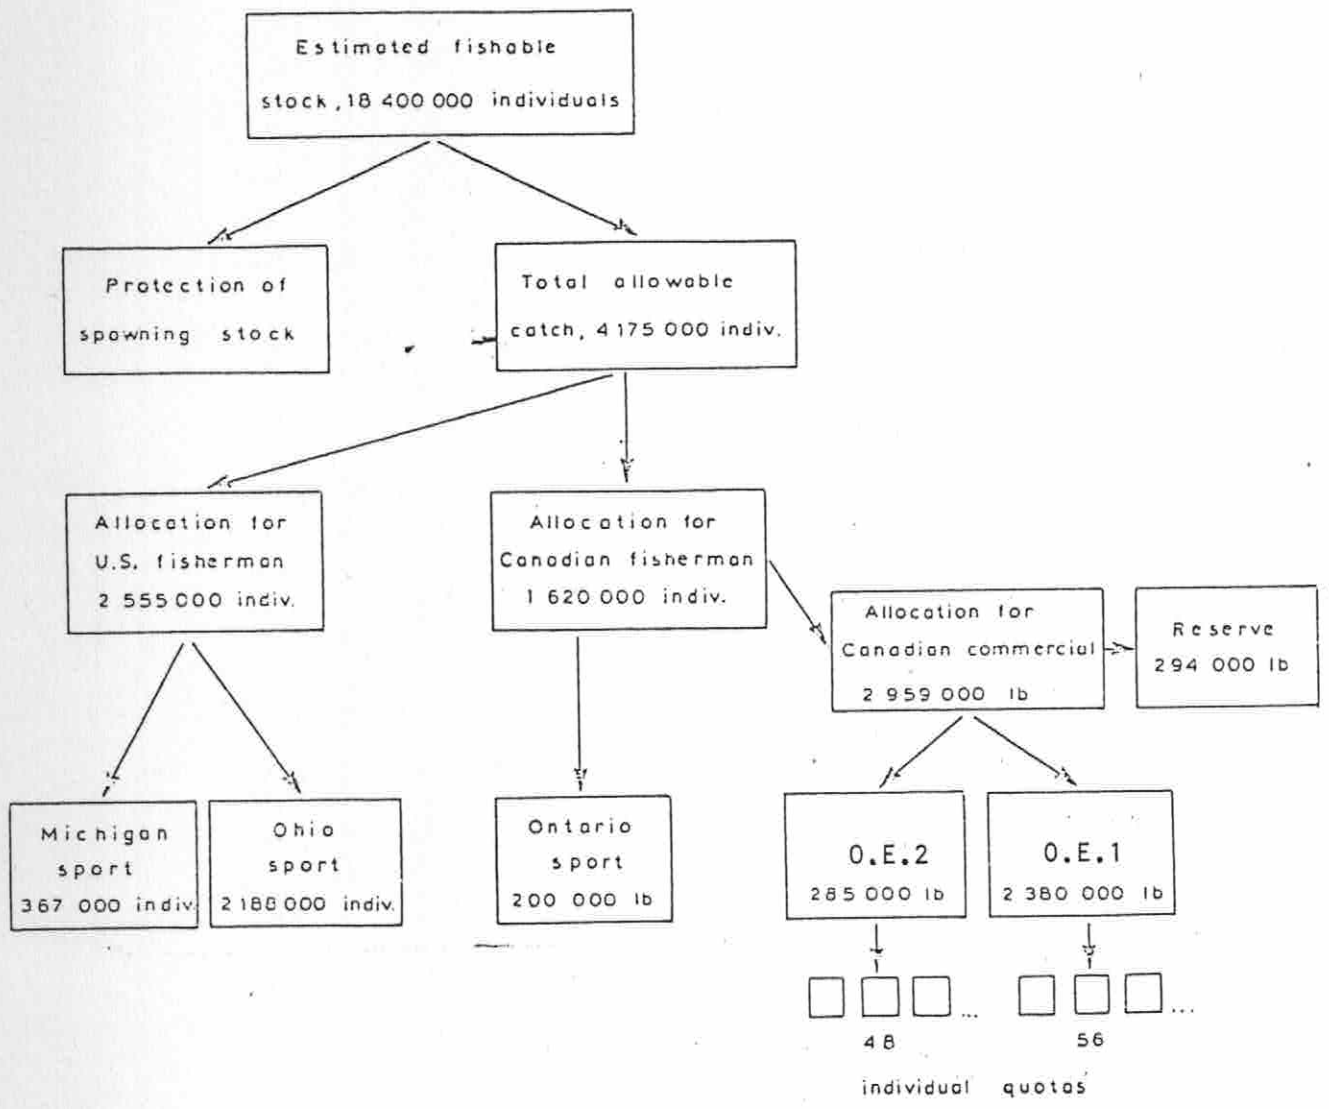 Estimated fishable
stock, 18 400 000 individuals
Protection of
spawning stock
Total allowable
catch, 4 175 000 indiv.
Allocation for
U.S. fisherman
2 555 000 indiv.
Allocation for
Canadian fisherman
1 620 000 indiv.
Allocation for
Canadian commercial
2 959 000 lb
Reserve
294 000 lb
Michigan
sport
367 000 indiv.
Ohio
sport
2 188 000 indiv.
Ontario
sport
200 000 lb
O.E.2
285 000 lb
O.E.1
2 380 000 lb
...
...
48
56
individual quotas